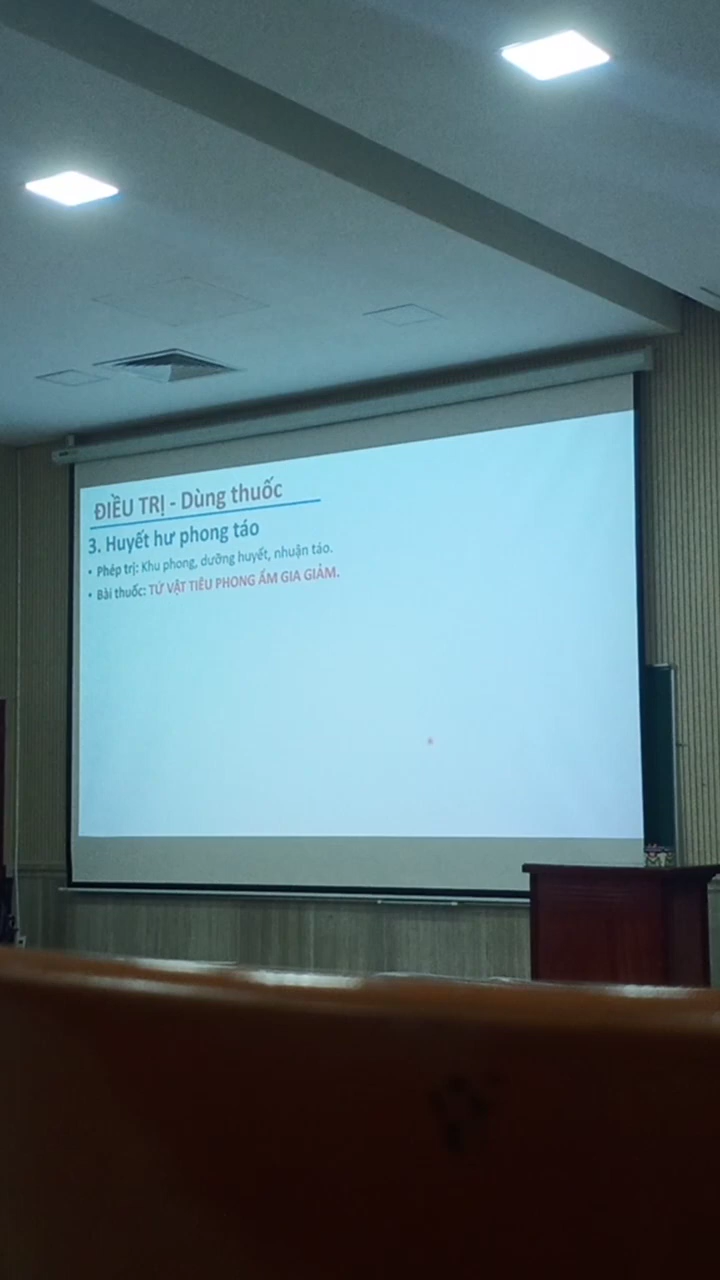 ĐIỀU TRỊ - Dùng thuốc
3. Huyết hư phong táo
• Phép trị: Khu phong, dưỡng huyết, nhuận táo.
• Bài thuốc: TỨ VẬT TIÊU PHONG ẨM GIA GIẢM.